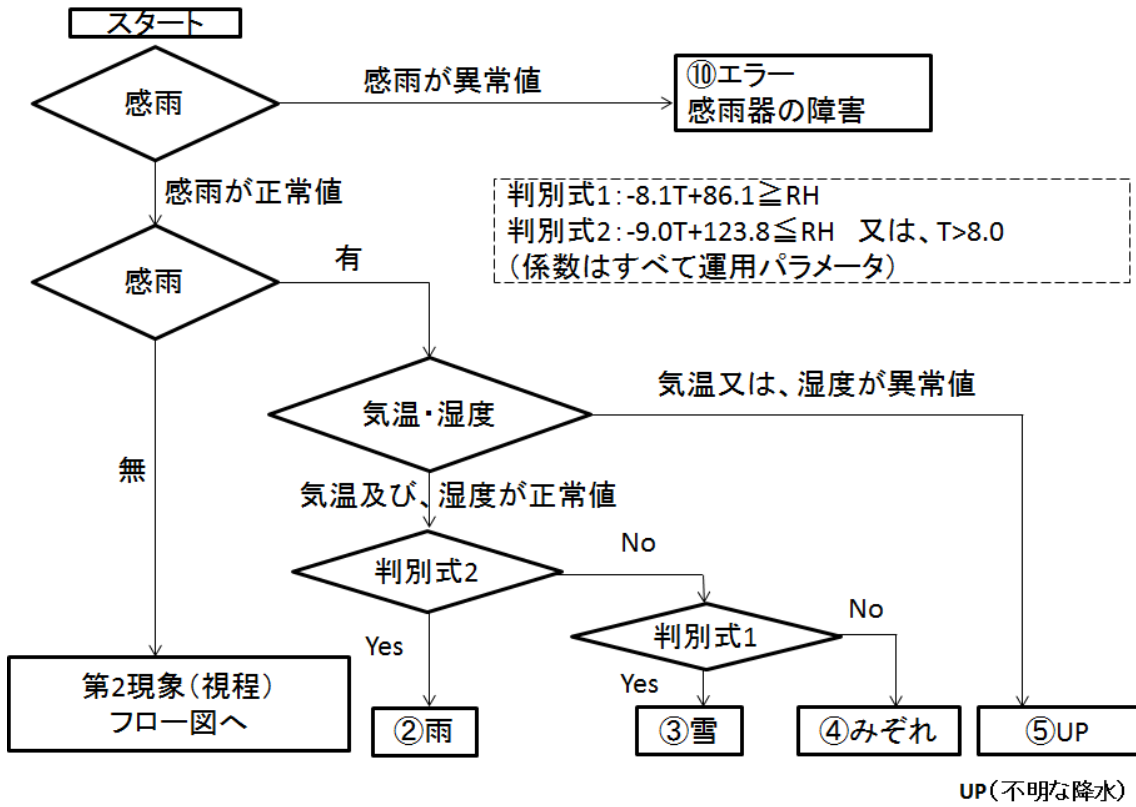 スタート
感雨
感雨が異常値
⑩エラー
感雨器の障害
感雨が正常値
判別式1:-8.1T+86.1≧RH
判別式2:-9.0T+123.8≦RH 又は、T>8.0
(係数はすべて運用パラメータ)
感雨
有
気温・湿度
気温又は、湿度が異常値
無
気温及び、湿度が正常値
判別式2
No
判別式1
No
Yes
Yes
第2現象(視程)
フロー図へ
②雨
③雪
④みぞれ
⑤UP
UP(不明な降水)